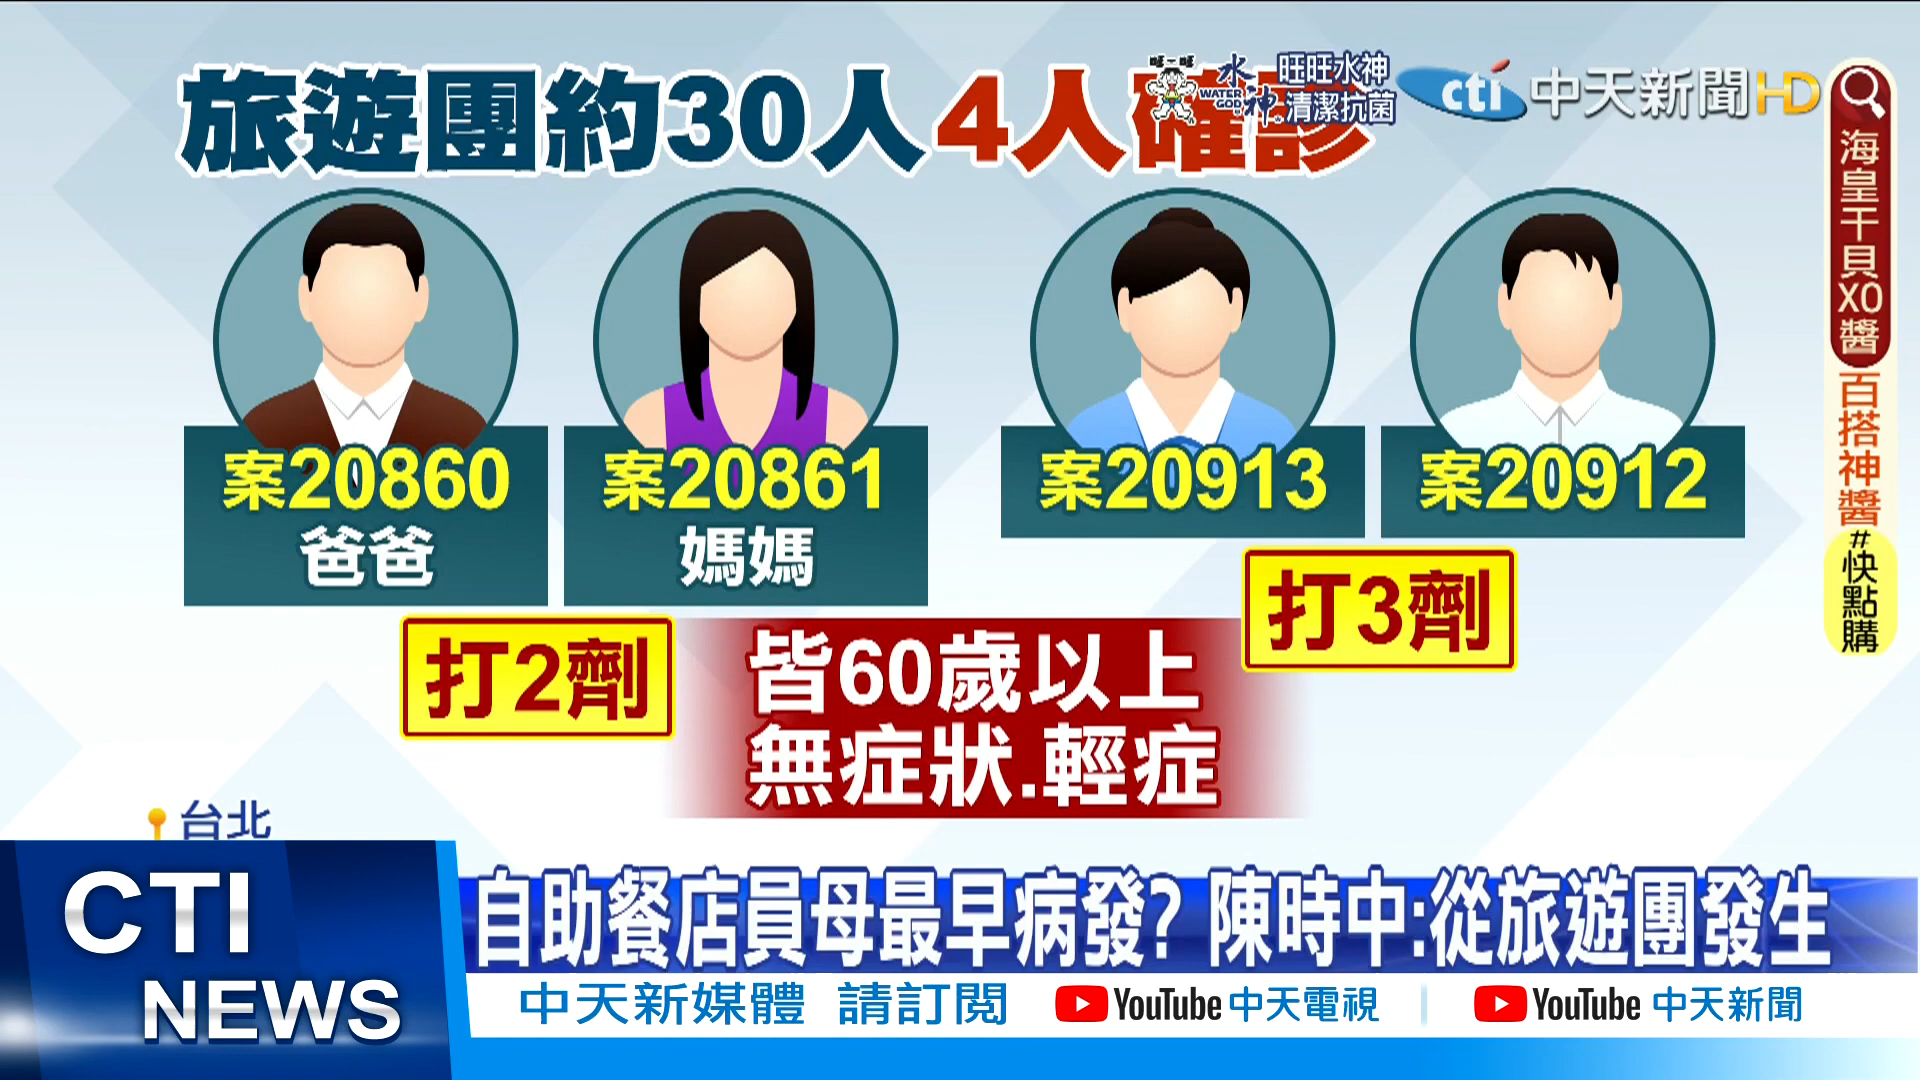 旅遊團約30人4人確診
旺旺水神
清潔抗菌
水神
WATER GOD
cti 中天新聞HD
海皇干貝XO醬
百搭神醬
#快點購
案20860
爸爸
案20861
媽媽
案20913
案20912
打2劑
打3劑
皆60歲以上
無症狀.輕症
台北
CTI NEWS
自助餐店員母最早病發? 陳時中:從旅遊團發生
中天新媒體 請訂閱 YouTube 中天電視 | YouTube 中天新聞